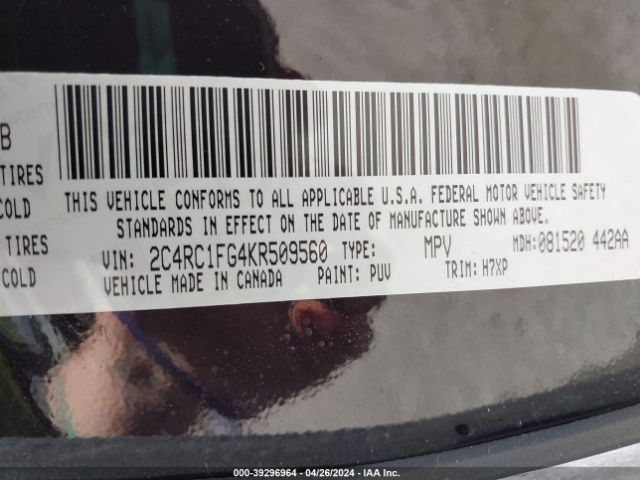 B
TIRES
COLD
TIRES
COLD
THIS VEHICLE CONFORMS TO ALL APPLICABLE U.S.A. FEDERAL MOTOR VEHICLE SAFETY
STANDARDS IN EFFECT ON THE DATE OF MANUFACTURE SHOWN ABOVE.
VIN: 2C4RC1FG4KR509560 TYPE: MPV MDH:081520 442AA
VEHICLE MADE IN CANADA PAINT: PUV TRIM: H7XP
000-39296964 / 04/26/2024 / IAA Inc.